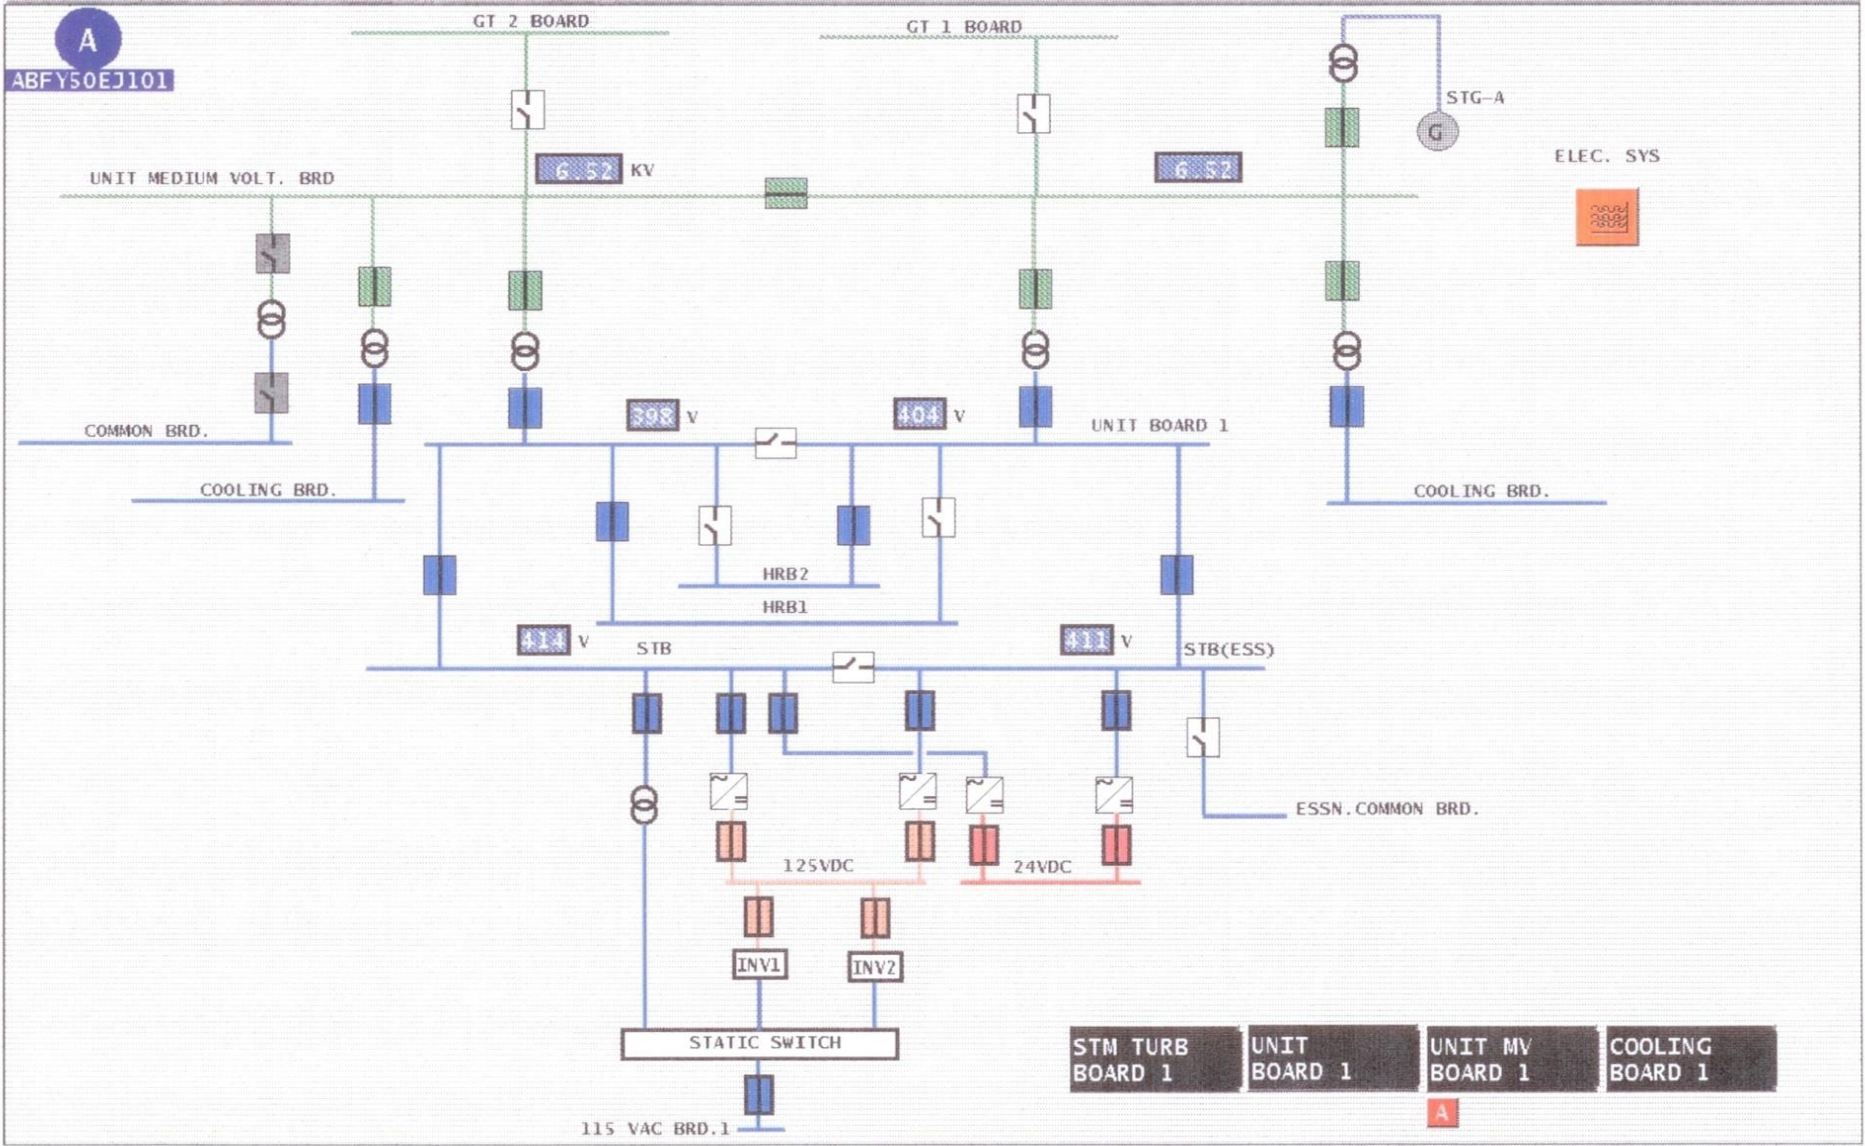 A
ABFY50EJ101
GT 2 BOARD
GT 1 BOARD
STG-A
G
ELEC. SYS
UNIT MEDIUM VOLT. BRD
6.52 KV
6.52
COMMON BRD.
COOLING BRD.
398 V
404 V
UNIT BOARD 1
COOLING BRD.
HRB2
HRB1
414 V
STB
411 V
STB(ESS)
ESSN.COMMON BRD.
125VDC
24VDC
INV1
INV2
STATIC SWITCH
115 VAC BRD.1
STM TURB
BOARD 1
UNIT
BOARD 1
UNIT MV
BOARD 1
COOLING
BOARD 1
A